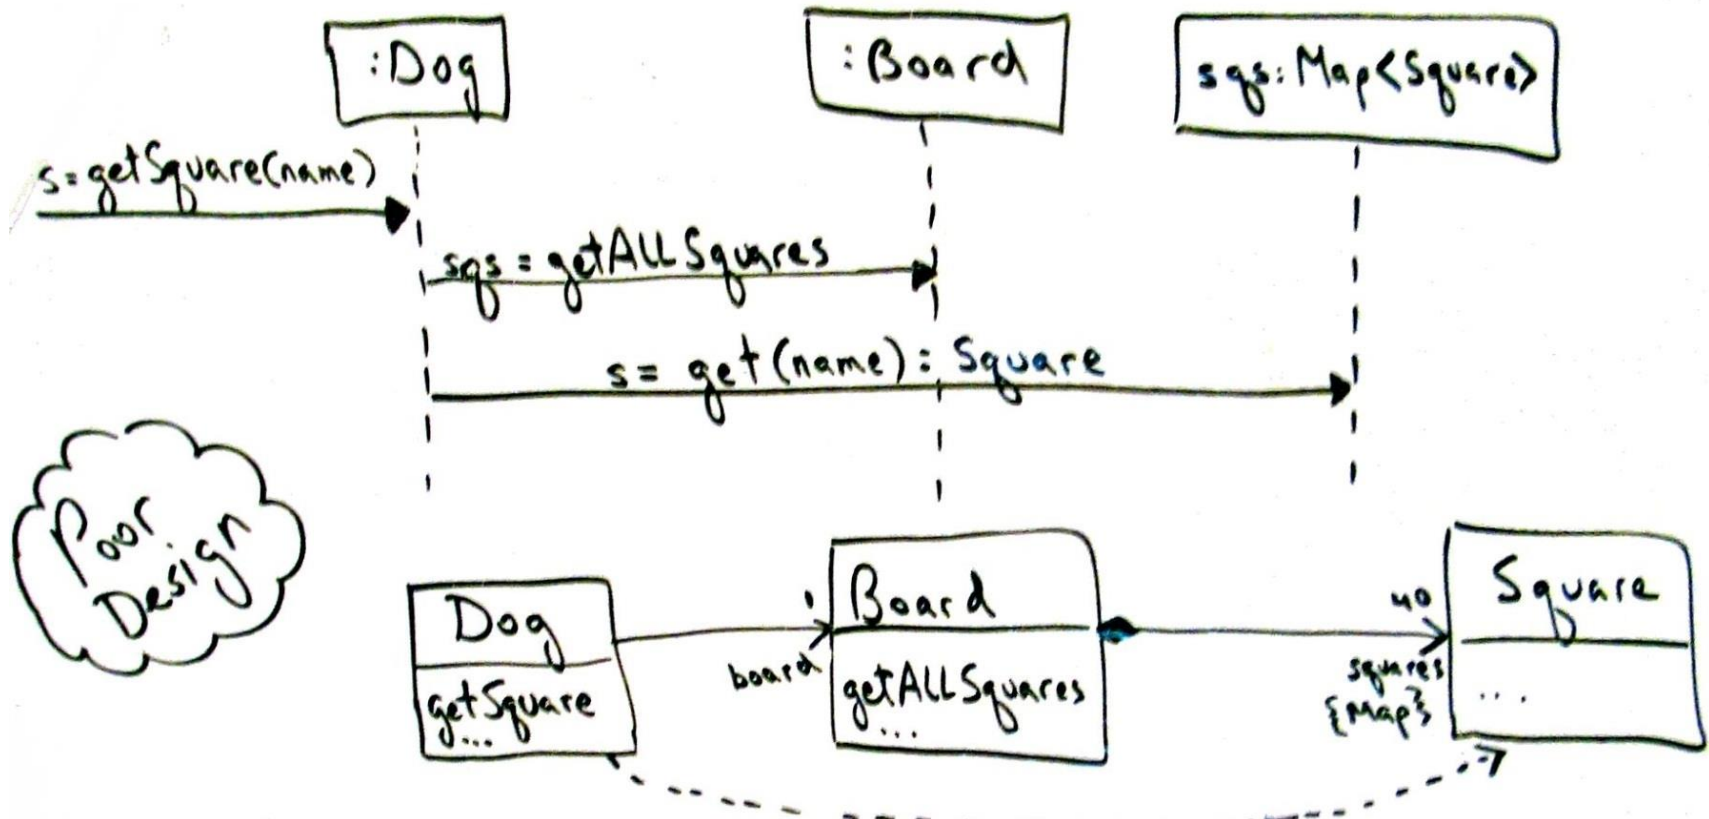 :Dog
:Board
sqs: Map<Square>
s=getSquare(name)
sqs = getALLSquares
s= get(name): Square
Poor
Design
Dog
getSquare
...
1
board
Board
getALLSquares
...
40
squares
{Map}
Square
...